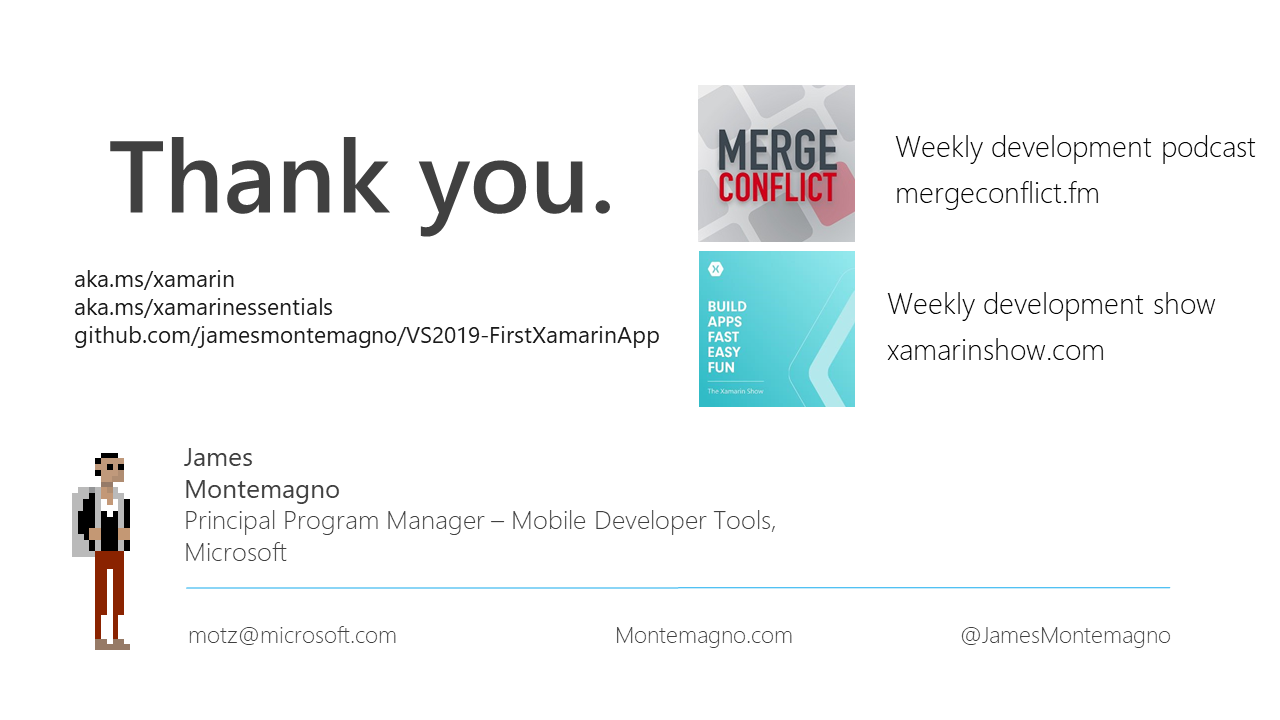 Thank you.
aka.ms/xamarin
aka.ms/xamarinessentials
github.com/jamesmontemagno/VS2019-FirstXamarinApp
MERGE
CONFLICT
Weekly development podcast
mergeconflict.fm
BUILD
APPS
FAST
EASY
FUN
The Xamarin Show
Weekly development show
xamarinshow.com
James
Montemagno
Principal Program Manager – Mobile Developer Tools,
Microsoft
motz@microsoft.com
Montemagno.com
@JamesMontemagno